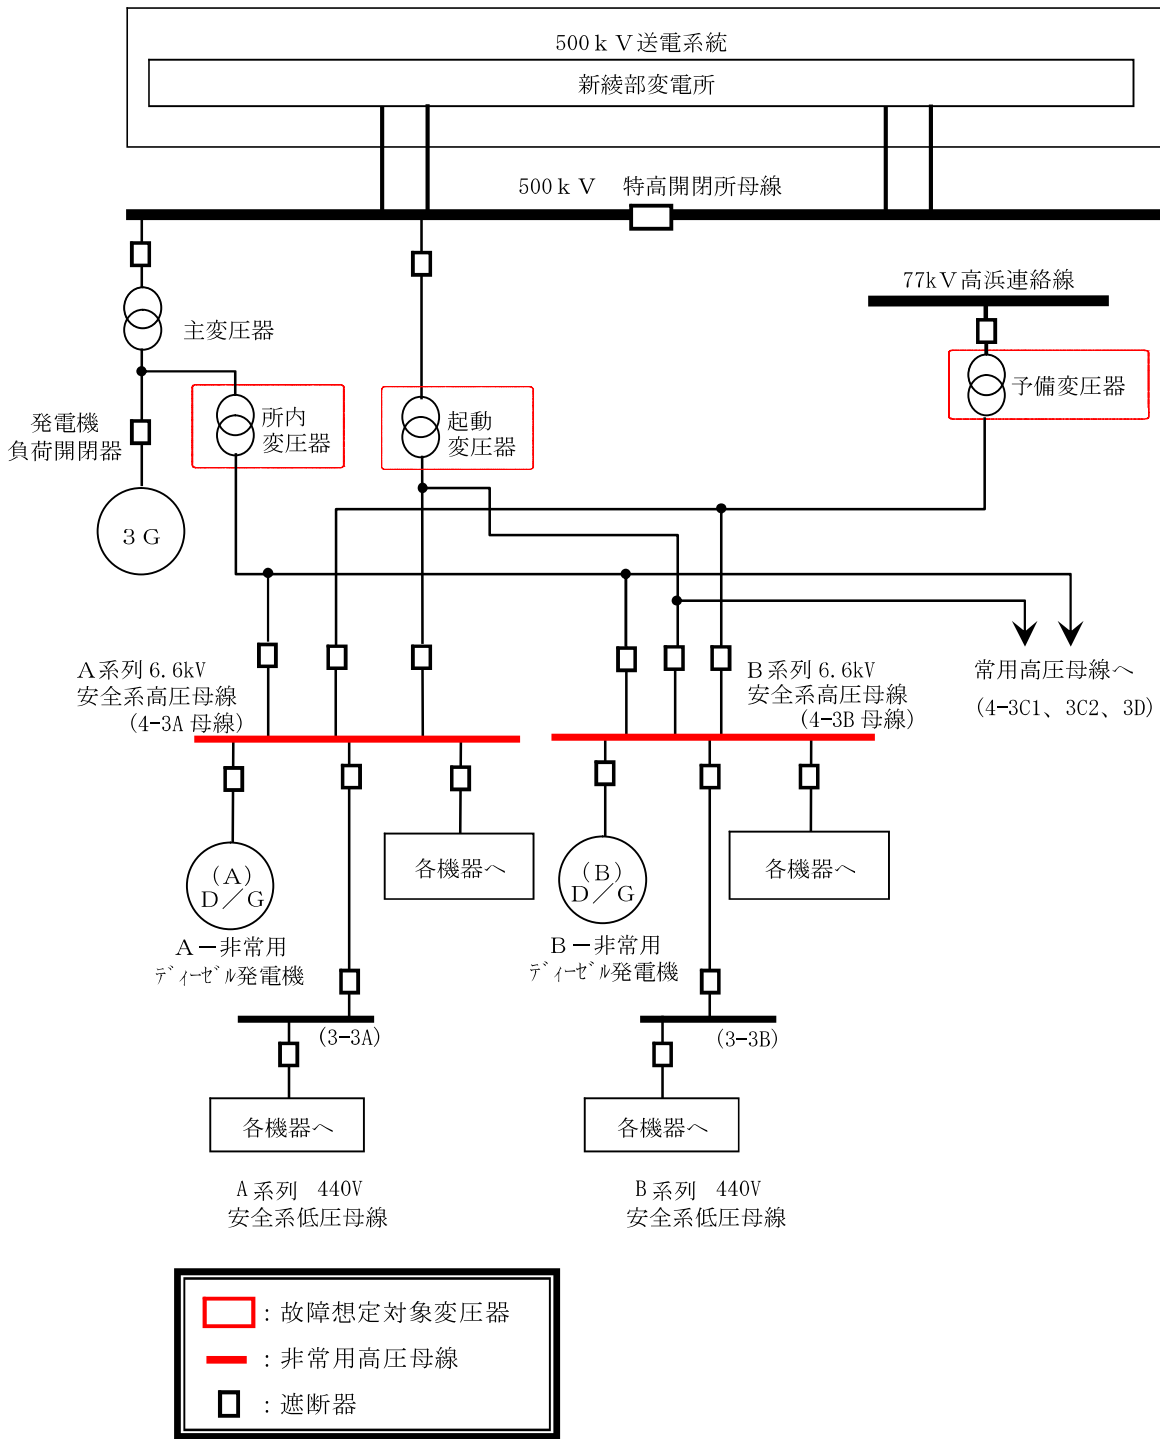 500kV送電系統
新綾部変電所
500kV 特高開閉所母線
77kV高浜連絡線
主変圧器
予備変圧器
所内
変圧器
起動
変圧器
発電機
負荷開閉器
3G
A系列 6.6kV
安全系高圧母線
(4-3A 母線)
B系列 6.6kV
安全系高圧母線
(4-3B 母線)
常用高圧母線へ
(4-3C1、3C2、3D)
(A)
D/G
各機器へ
(B)
D/G
各機器へ
A－非常用
ディーゼル発電機
B－非常用
ディーゼル発電機
(3-3A)
(3-3B)
各機器へ
各機器へ
A系列 440V
安全系低圧母線
B系列 440V
安全系低圧母線
：故障想定対象変圧器
：非常用高圧母線
：遮断器